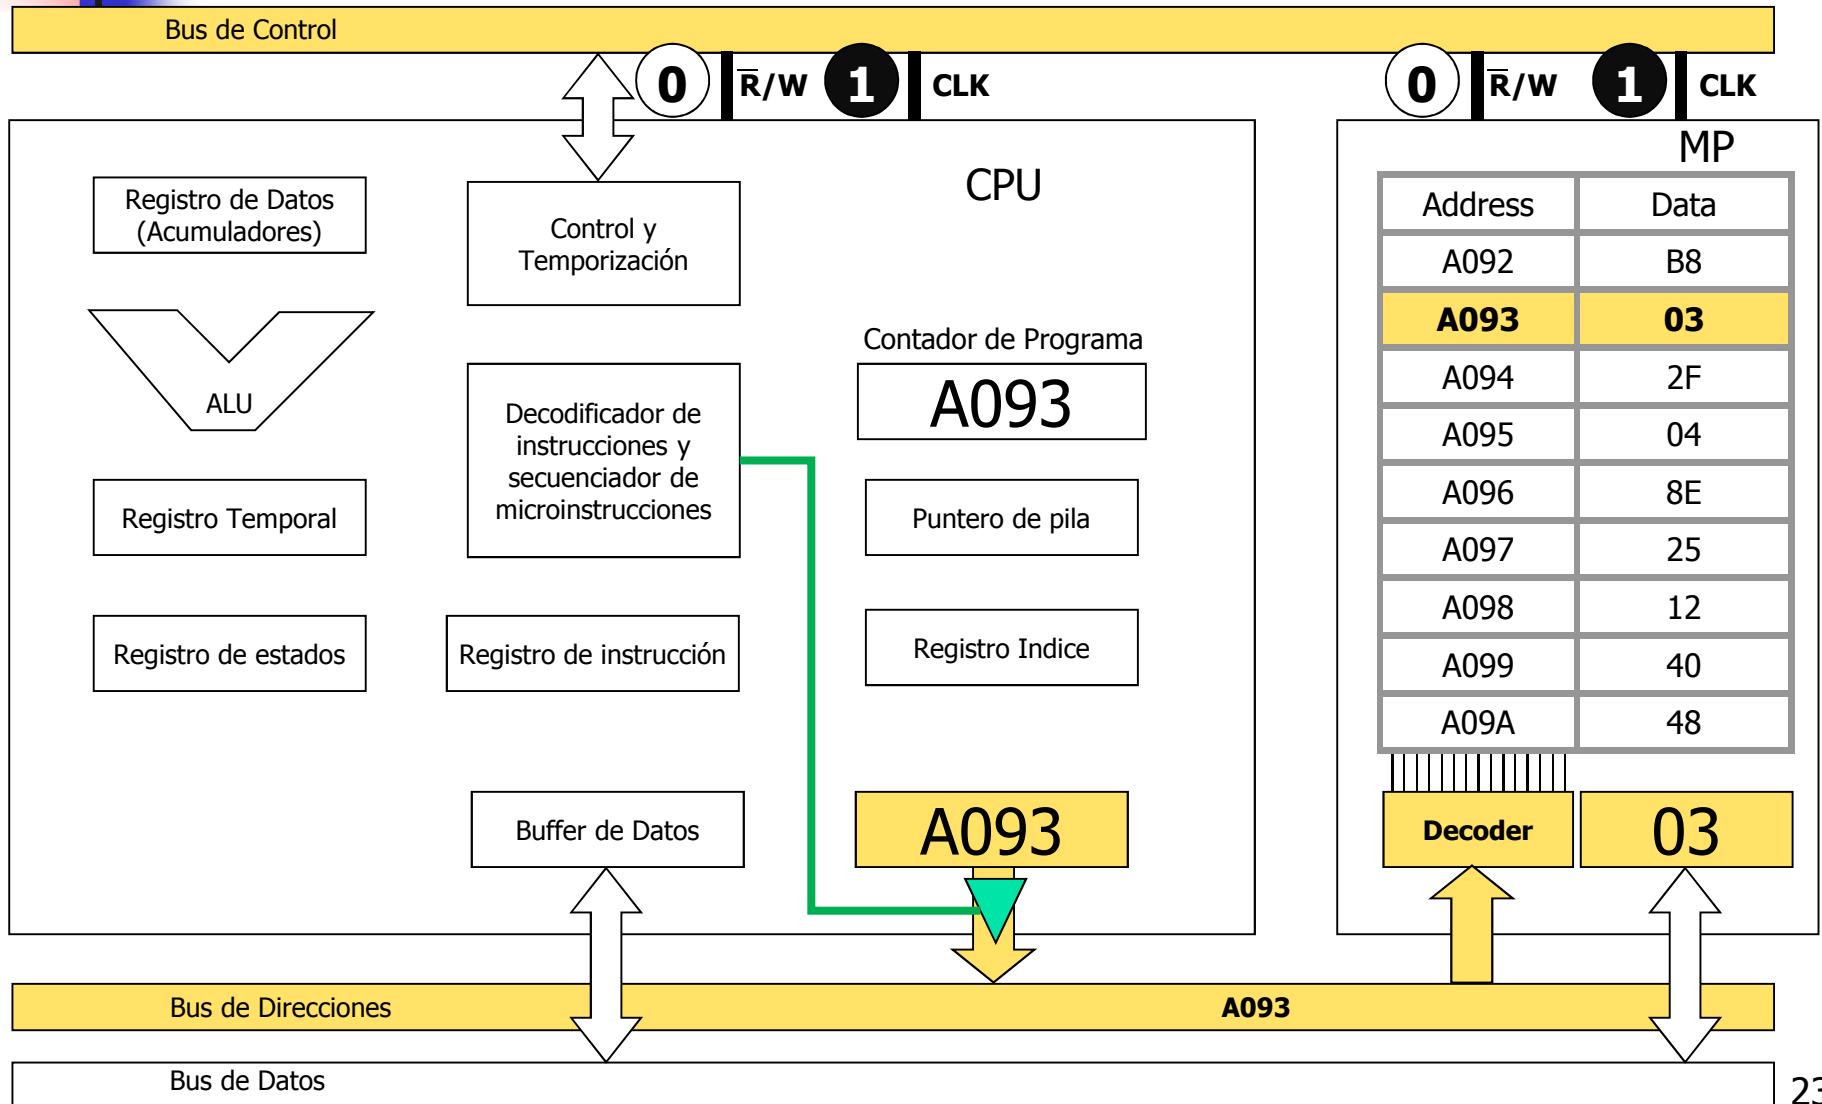 Bus de Control
0 R̅/W 1 CLK
0 R̅/W 1 CLK
CPU
Registro de Datos
(Acumuladores)
Control y
Temporización
ALU
Decodificador de
instrucciones y
secuenciador de
microinstrucciones
Contador de Programa
A093
Registro Temporal
Puntero de pila
Registro de estados
Registro de instrucción
Registro Indice
Buffer de Datos
A093
MP
Address Data
A092 B8
A093 03
A094 2F
A095 04
A096 8E
A097 25
A098 12
A099 40
A09A 48
Decoder 03
Bus de Direcciones A093
Bus de Datos
23